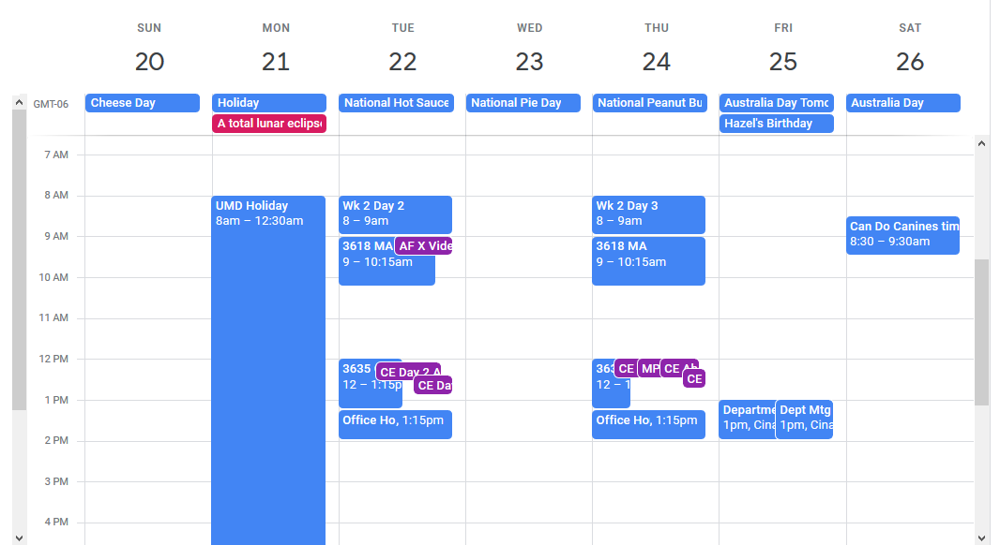 SUN MON TUE WED THU FRI SAT
20 21 22 23 24 25 26
GMT-06
Cheese Day
Holiday
National Hot Sauce
National Pie Day
National Peanut Bu
Australia Day Tomo
Australia Day
A total lunar eclipse
Hazel's Birthday
7 AM
8 AM
UMD Holiday
8am – 12:30am
Wk 2 Day 2
8 – 9am
Wk 2 Day 3
8 – 9am
Can Do Canines tim
8:30 – 9:30am
9 AM
3618 MA
9 – 10:15am
AF X Vide
3618 MA
9 – 10:15am
10 AM
11 AM
12 PM
3635
12 – 1:15p
CE Day 2 A
CE Da
363
12 – 1
CE
MP
CE Ab
CE
1 PM
Office Ho, 1:15pm
Office Ho, 1:15pm
Departme
1pm, Cina
Dept Mtg
1pm, Cina
2 PM
3 PM
4 PM